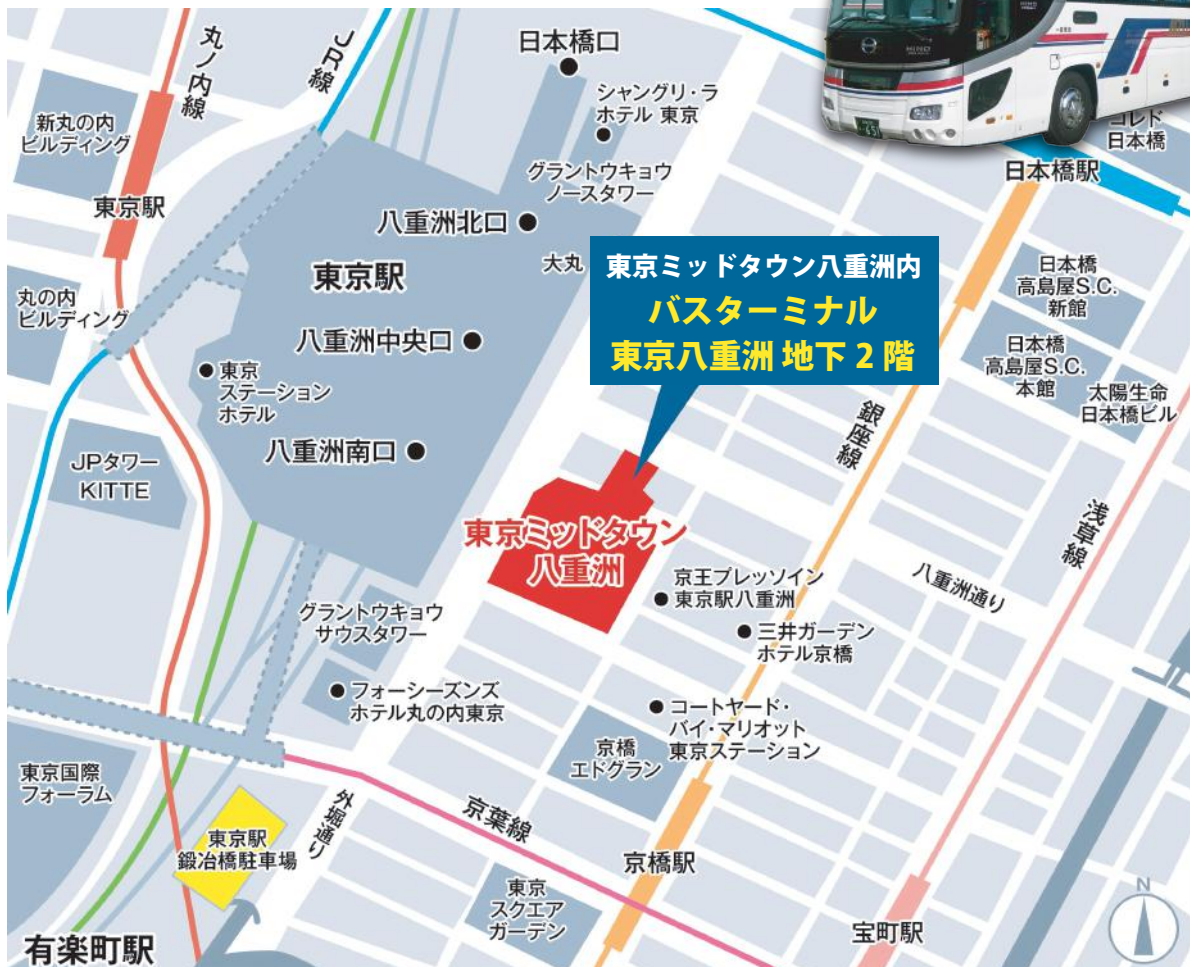 丸ノ内線
JR線
日本橋口
シャングリ・ラ
ホテル 東京
HINO
650
新丸の内
ビルディング
コレド
日本橋
日本橋駅
グラントウキョウ
ノースタワー
東京駅
八重洲北口
東京駅
大丸
東京ミッドタウン八重洲内
バスターミナル
東京八重洲 地下 2 階
日本橋
高島屋S.C.
新館
丸の内
ビルディング
八重洲中央口
日本橋
高島屋S.C.
本館
太陽生命
日本橋ビル
東京
ステーション
ホテル
銀座線
八重洲南口
JPタワー
KITTE
浅草線
東京ミッドタウン
八重洲
京王プレッソイン
東京駅八重洲
八重洲通り
グラントウキョウ
サウスタワー
三井ガーデン
ホテル京橋
フォーシーズンズ
ホテル丸の内東京
コートヤード・
バイ・マリオット
東京ステーション
京橋
エドグラン
東京国際
フォーラム
外堀通り
京葉線
東京駅
鍛冶橋駐車場
京橋駅
東京
スクエア
ガーデン
N
宝町駅
有楽町駅